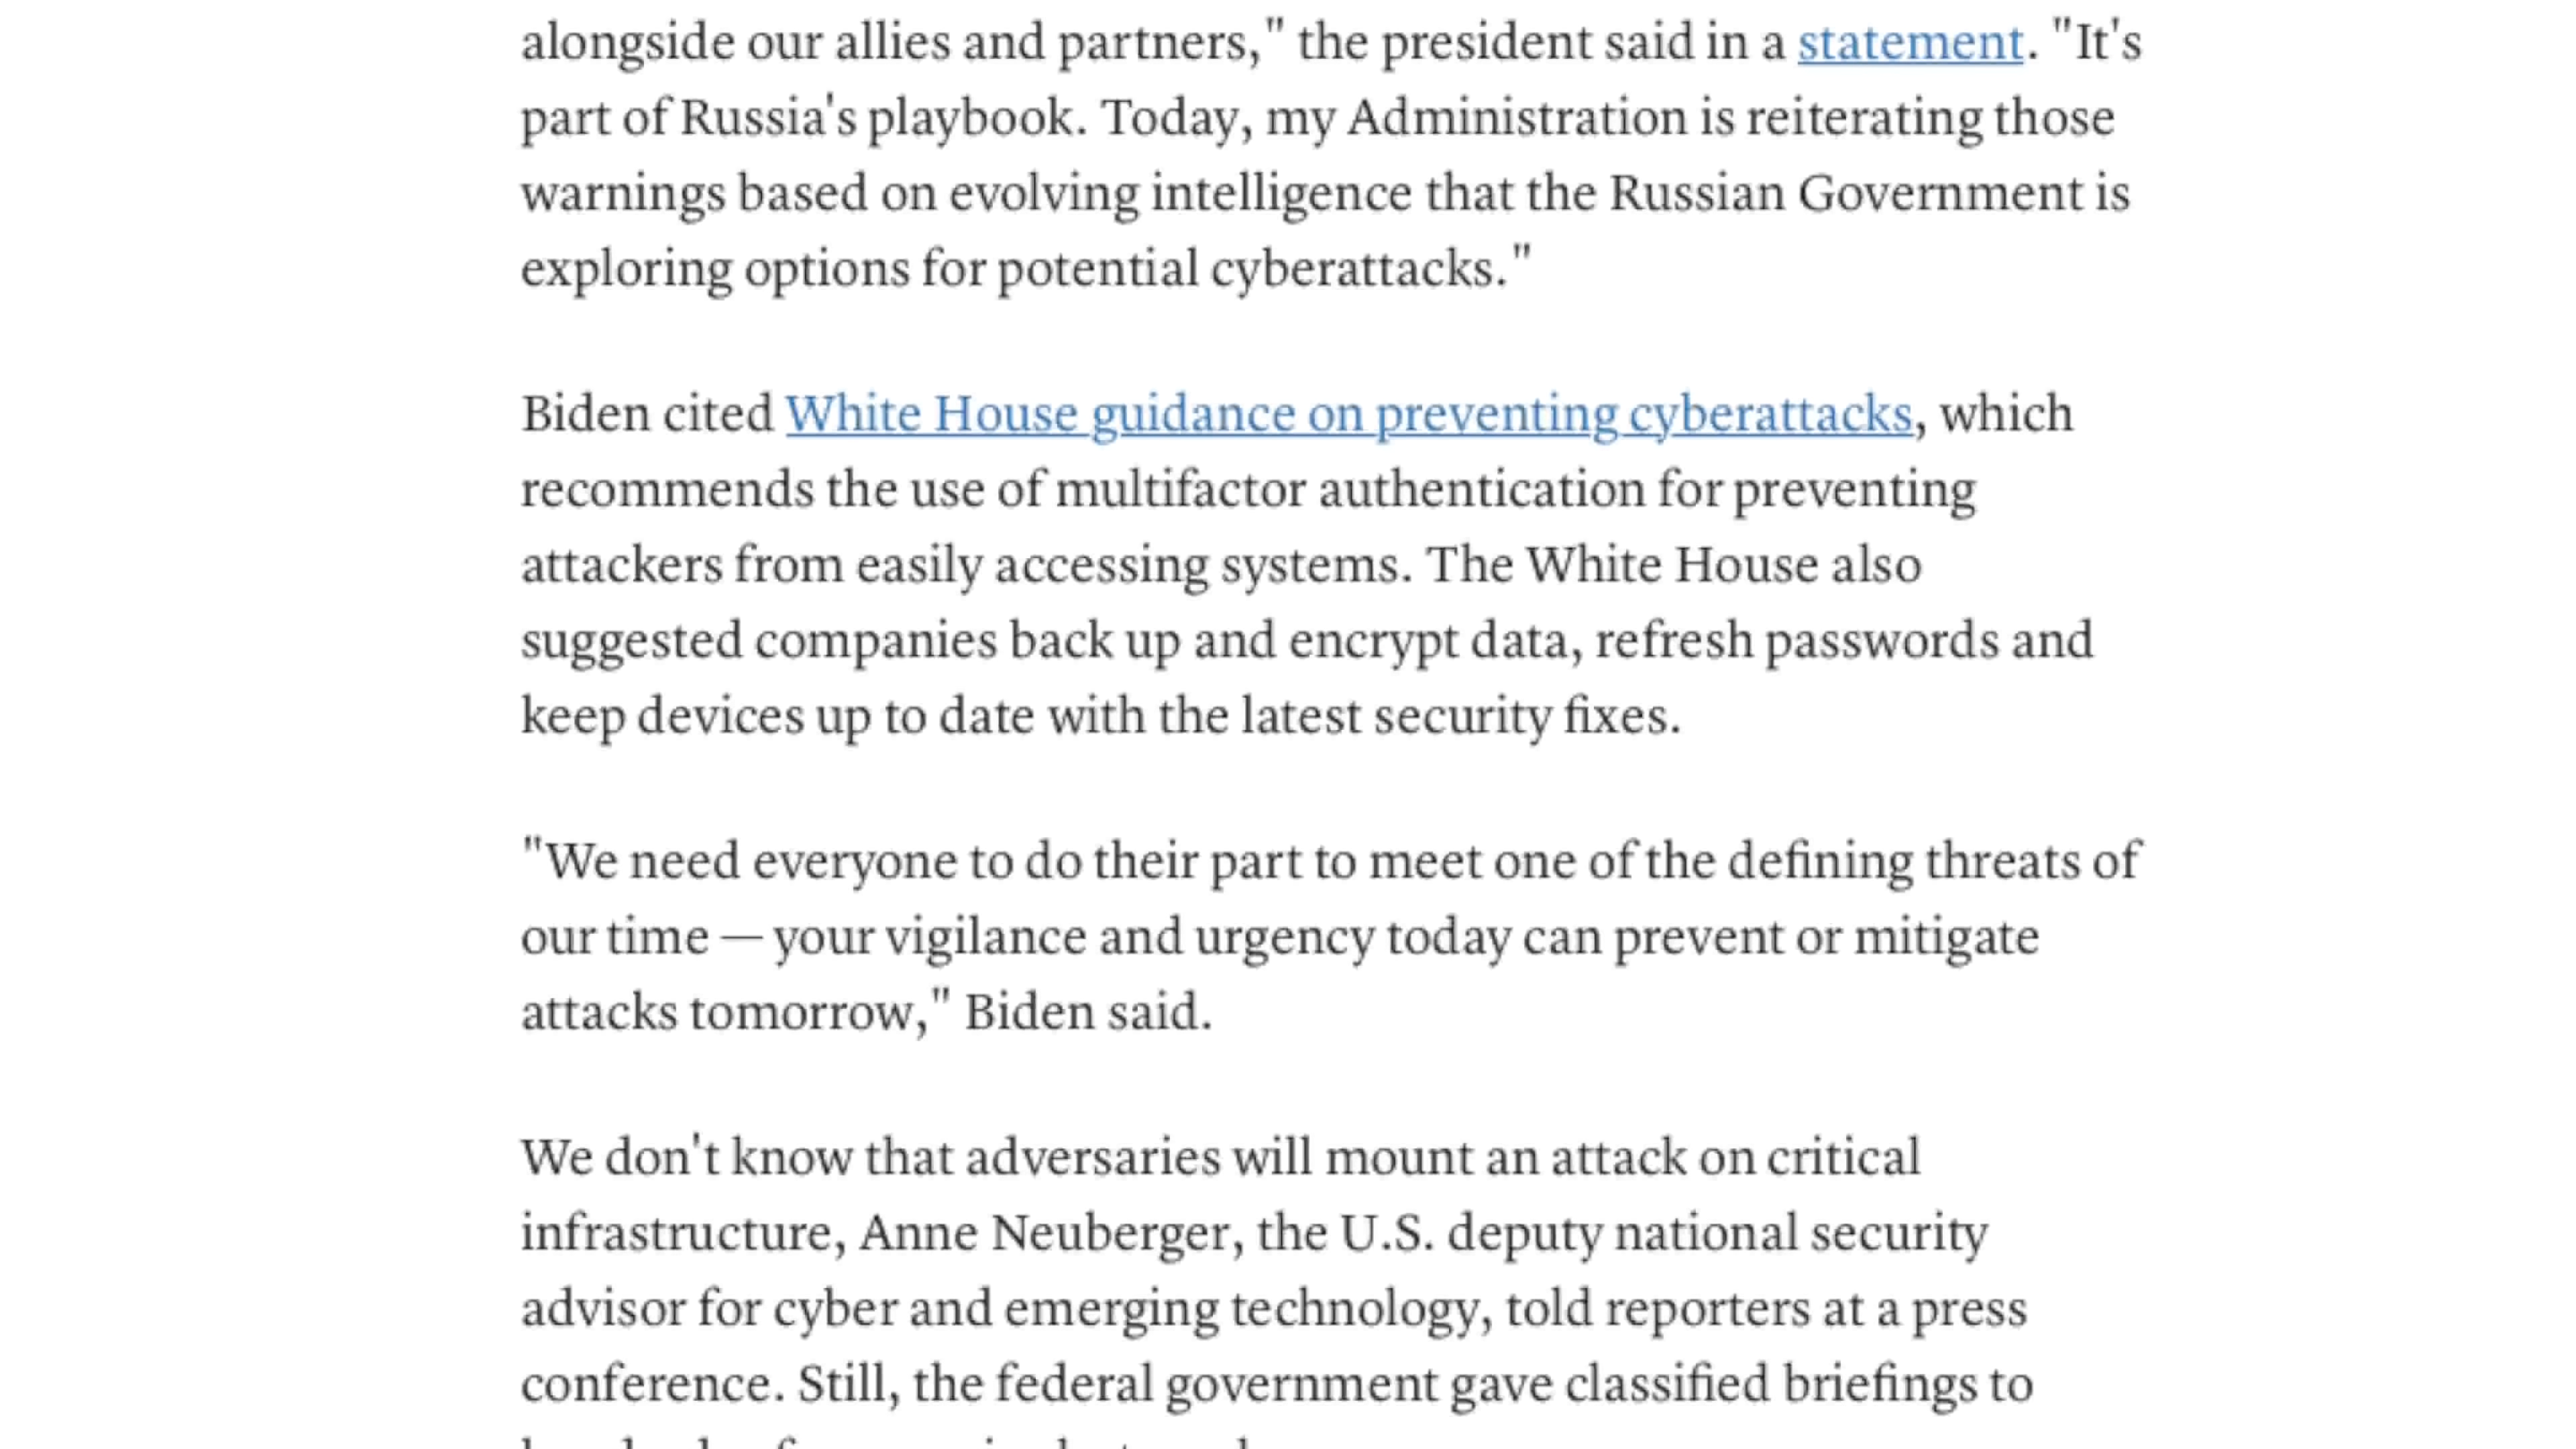 alongside our allies and partners," the president said in a statement. "It's
part of Russia's playbook. Today, my Administration is reiterating those
warnings based on evolving intelligence that the Russian Government is
exploring options for potential cyberattacks."
Biden cited White House guidance on preventing cyberattacks, which
recommends the use of multifactor authentication for preventing
attackers from easily accessing systems. The White House also
suggested companies back up and encrypt data, refresh passwords and
keep devices up to date with the latest security fixes.
"We need everyone to do their part to meet one of the defining threats of
our time — your vigilance and urgency today can prevent or mitigate
attacks tomorrow," Biden said.
We don't know that adversaries will mount an attack on critical
infrastructure, Anne Neuberger, the U.S. deputy national security
advisor for cyber and emerging technology, told reporters at a press
conference. Still, the federal government gave classified briefings to